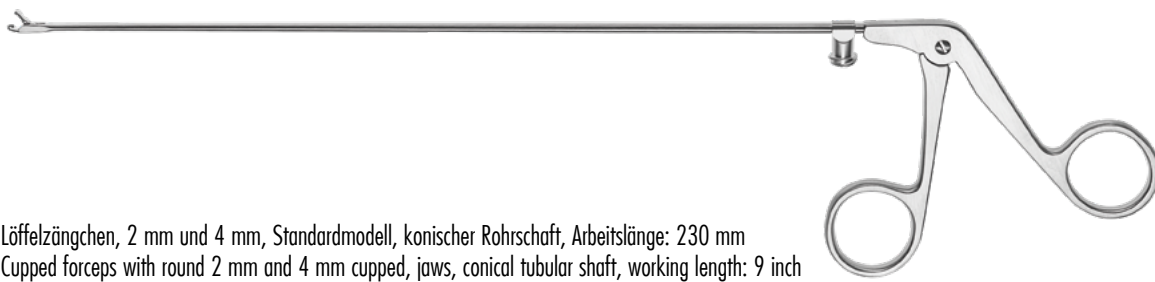 Löffelzängchen, 2 mm und 4 mm, Standardmodell, konischer Rohrschaft, Arbeitslänge: 230 mm
Cupped forceps with round 2 mm and 4 mm cupped, jaws, conical tubular shaft, working length: 9 inch